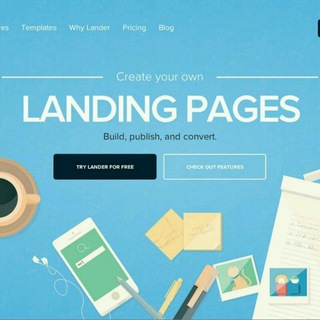 res Templates Why Lander Pricing Blog
Create your own
LANDING PAGES
Build, publish, and convert.
TRY LANDER FOR FREE CHECK OUT FEATURES